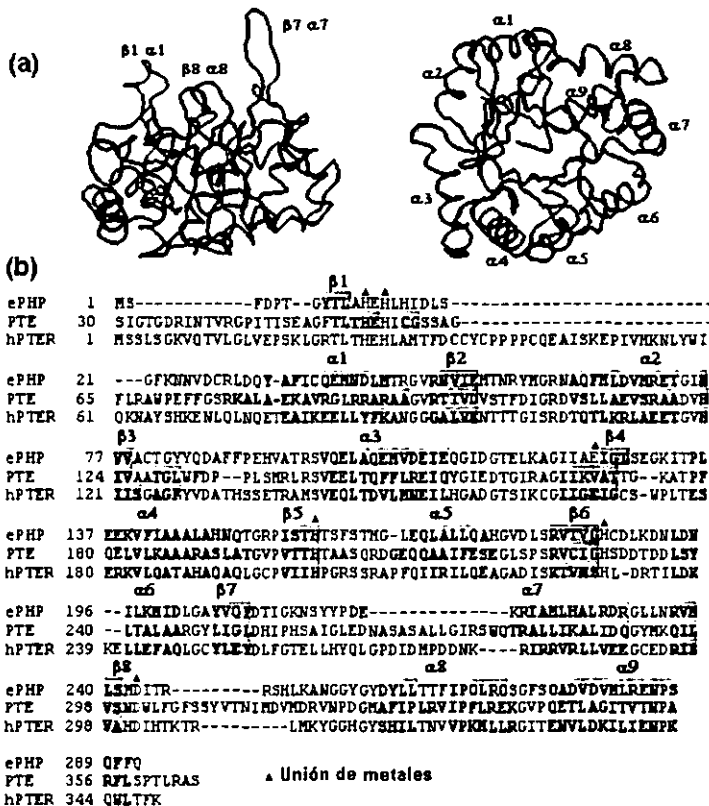 (a)
β1 α1
β8 α8
β7 α7
α1
α2
α8
α9
α7
α3
α6
α4
α5
(b)
β1
ePHP 1 MS-----------FDPT--GYTLAHEHLHIDLS--------------------------
PTE 30 SIGTGDRINTVRGPITISEAGFTLTHEHICGSSAG-------------------------
hPTER 1 MSSLSGKVQTVLGLVEPSKLGRTLTHEHLAMTFDCCYCPPPPCQEAISKEPIVMKNLYWI
α1 β2 α2
ePHP 21 ---GFKNNVDCRLDQY-AFICQEMNDLMTRGVRNVIEMTNRYMGRNAQFMLDVMRETGIN
PTE 65 FLRAWPEFFGSRKALA-EKAVRGLRRARAAGVRTIVDVSTFDIGRDVSLLAEVSRAADVH
hPTER 61 QKNAYSHKENLQLNQETEAIKEELLYFKANGGGALVENTTTGISRDTQTLKRLAEETGVH
β3 α3 β4
ePHP 77 VVACTGYYQDAFFPEHVATRSVQELAQEMVDEIEQGIDGTELKAGIIAEIGTSEGKITPL
PTE 124 IVAATGLWFDP--PLSMRLRSVEELTQFFLREIQYGIEDTGIRAGIIKVATTG-KATPF
hPTER 121 IISGAGFYVDATHSSETRAMSVEQLTDVLMNEILHGADGTSIKCGIIGEIGCS-WPLTES
α4 β5 α5 β6
ePHP 137 EEKVFIAAALAHNQTGRPISTHTSFSTMG-LEQLALLQAHGVDLSRVTVGHCDLKDNLDN
PTE 180 QELVLKAAARASLATGVPVTTHTAASQRDGEQQAAIFESEGLSPSRVCIGHSDDTDDLSY
hPTER 180 ERKVLQATAHAQAQLGCPVIIHPGRSSRAPFQIIRILQEAGADISKTVMSHL-DRTILDK
α6 β7 α7
ePHP 196 -ILKMIDLGAYVQFDTIGKNSYYPDE-----------KRIAMLHALRDRGLLNRVM
PTE 240 -LTALAARGYLIGLDHIPHSAIGLEDNASASALLGIRSWQTRALLIKALIDQGYMKQIL
hPTER 239 KELLEFAQLGCYLEYDLFGTELLHYQLGPDIDMPDDNK-----RIRRVRLLVEEGCEDRIL
β8 α8 α9
ePHP 240 LSMDITR---------RSHLKANGGYGYDYLLTTFIPQLRQSGFSQADVDVMLREWPS
PTE 298 VSNDWLFGFSSYVTNIMDVMDRVNPDGMAFIPLRVIPFLREKGVPQETLAGITVTNPA
hPTER 298 VAHDIHTKTR--------LMKYGGHGYSHILTNVVPKMLLRGITENVLDKILIENPK
ePHP 289 QFFQ
PTE 356 RFLSPTLRAS
hPTER 344 QWLTFK
▲ Unión de metales